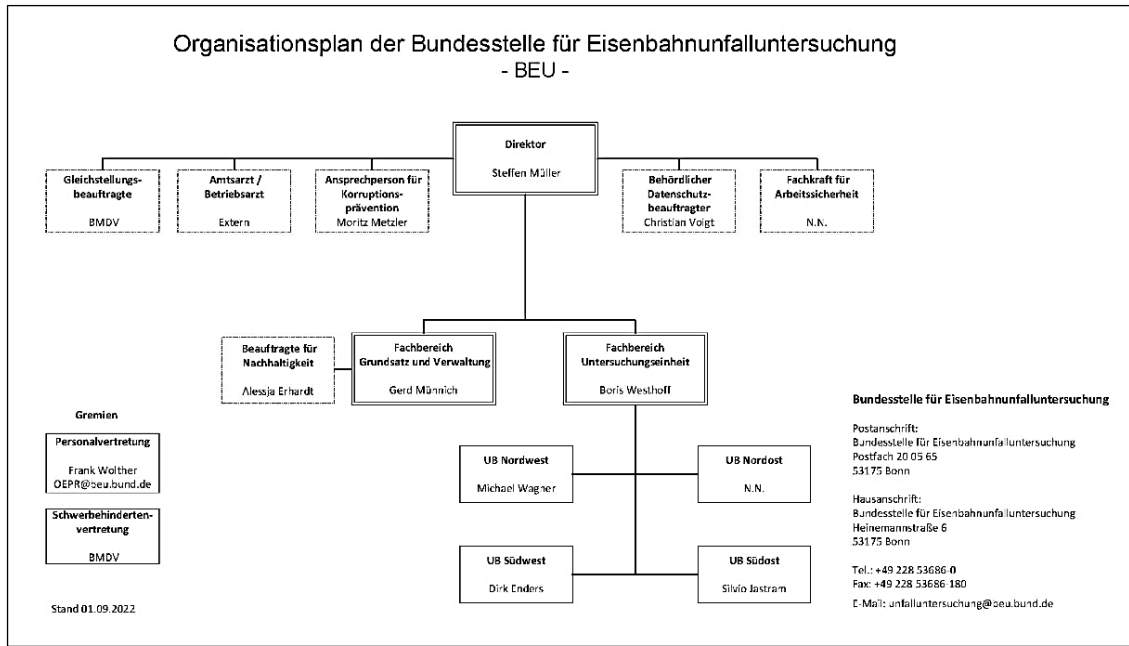 Organisationsplan der Bundesstelle für Eisenbahnunfalluntersuchung
- BEU -
Direktor
Steffen Müller
Gleichstellungs-
beauftragte
BMDV
Amtsarzt /
Betriebsarzt
Extern
Ansprechperson für
Korruptions-
prävention
Moritz Metzler
Behördlicher
Datenschutz-
beauftragter
Christian Voigt
Fachkraft für
Arbeitssicherheit
N.N.
Beauftragte für
Nachhaltigkeit
Alessja Erhardt
Fachbereich
Grundsatz und Verwaltung
Gerd Münnich
Fachbereich
Untersuchungseinheit
Boris Westhoff
Gremien
Personalvertretung
Frank Wolther
OEPR@beu.bund.de
Schwerbehinderten-
vertretung
BMDV
UB Nordwest
Michael Wagner
UB Nordost
N.N.
UB Südwest
Dirk Enders
UB Südost
Silvio Jastram
Bundesstelle für Eisenbahnunfalluntersuchung
Postanschrift:
Bundesstelle für Eisenbahnunfalluntersuchung
Postfach 20 05 65
53175 Bonn
Hausanschrift:
Bundesstelle für Eisenbahnunfalluntersuchung
Heinemannstraße 6
53175 Bonn
Tel.: +49 228 53686-0
Fax: +49 228 53686-180
E-Mail: unfalluntersuchung@beu.bund.de
Stand 01.09.2022